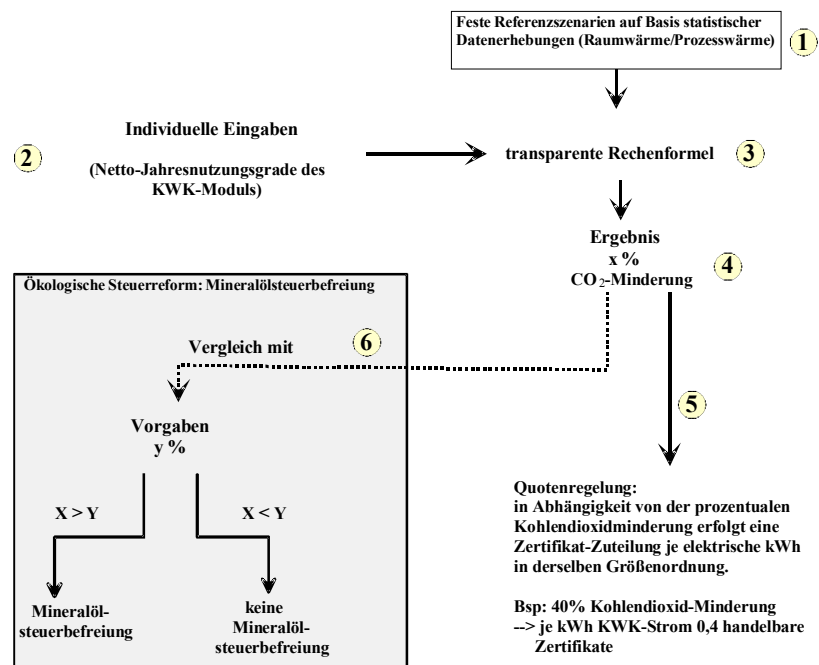 Feste Referenzszenarien auf Basis statistischer
Datenerhebungen (Raumwärme/Prozesswärme)
1
Individuelle Eingaben
2
(Netto-Jahresnutzungsgrade des
KWK-Moduls)
transparente Rechenformel
3
Ergebnis
x %
CO₂-Minderung
4
Ökologische Steuerreform: Mineralölsteuerbefreiung
Vergleich mit
6
Vorgaben
y %
X > Y
X < Y
Mineralöl-
steuerbefreiung
keine
Mineralöl-
steuerbefreiung
5
Quotenregelung:
in Abhängigkeit von der prozentualen
Kohlendioxidminderung erfolgt eine
Zertifikat-Zuteilung je elektrische kWh
in derselben Größenordnung.
Bsp: 40% Kohlendioxid-Minderung
--> je kWh KWK-Strom 0,4 handelbare
Zertifikate